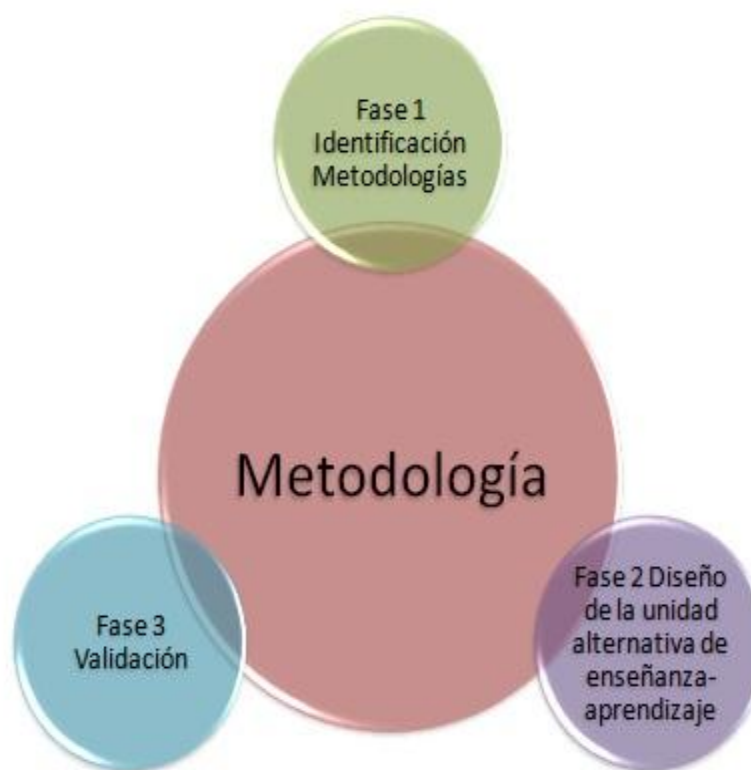 Fase 1
Identificación
Metodologías
Metodología
Fase 2 Diseño
de la unidad
alternativa de
enseñanza-
aprendizaje
Fase 3
Validación